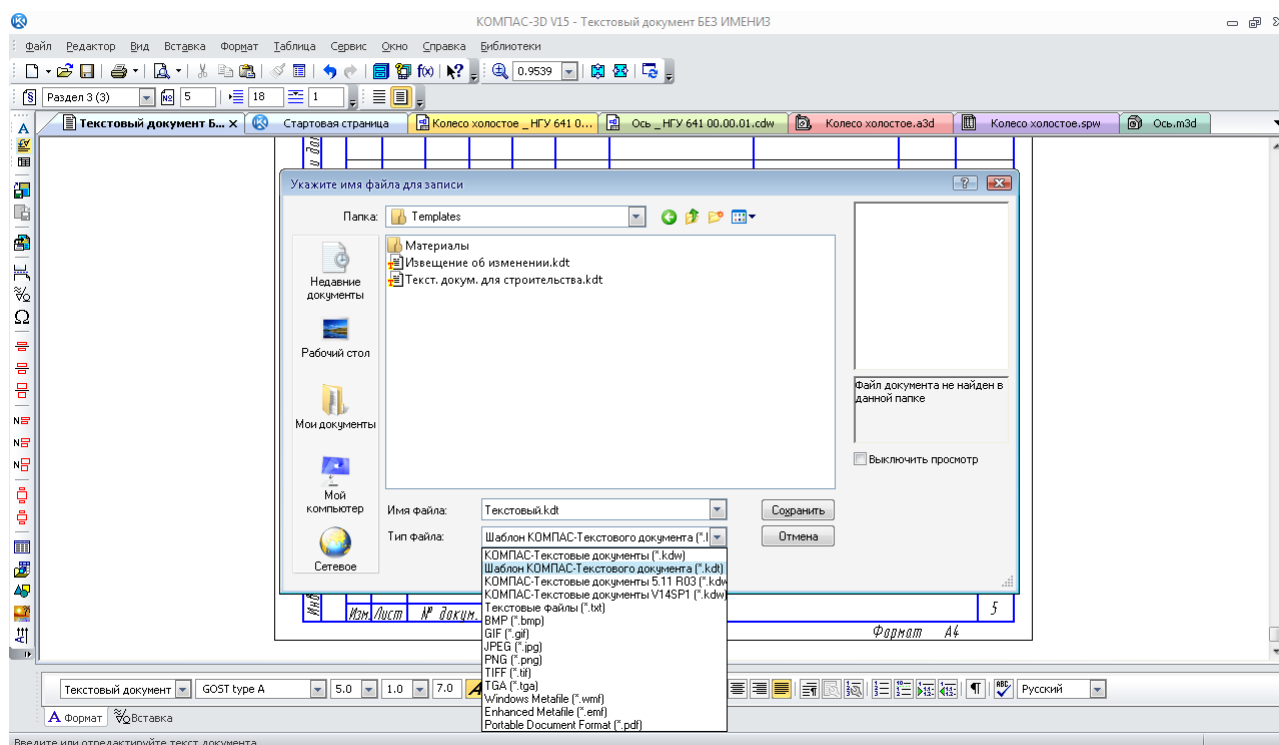 КОМПАС-3D V15 - Текстовый документ БЕЗ ИМЕНИ3
Файл Редактор Вид Вставка Формат Таблица Сервис Окно Справка Библиотеки
0.9539
Раздел 3 (3) № 5 18 1
Текстовый документ Б... Стартовая страница Колесо холостое _ НГУ 641 0... Ось _ НГУ 641 00.00.01.cdw Колесо холостое.a3d Колесо холостое.spw Ось.m3d
Укажите имя файла для записи
Папка: Templates
Материалы
Извещение об изменении.kdt
Текст. докум. для строительства.kdt
Недавние документы
Рабочий стол
Мои документы
Мой компьютер
Сетевое
Файл документа не найден в
данной папке
Выключить просмотр
Имя файла: Текстовый.kdt Сохранить
Тип файла: Шаблон КОМПАС-Текстового документа (*. Отмена
КОМПАС-Текстовые документы (*.kdw)
Шаблон КОМПАС-Текстового документа (*.kdt)
КОМПАС-Текстовые документы 5.11 R03 (*.kdw
КОМПАС-Текстовые документы V14SP1 (*.kdw)
Текстовые файлы (*.txt)
BMP (*.bmp)
GIF (*.gif)
JPEG (*.jpg)
PNG (*.png)
TIFF (*.tif)
TGA (*.tga)
Windows Metafile (*.wmf)
Enhanced Metafile (*.emf)
Portable Document Format (*.pdf)
Изм. Лист № докум. 5
Формат А4
Текстовый документ GOST type A 5.0 1.0 7.0 Русский
Формат Вставка
Введите или отредактируйте текст документа